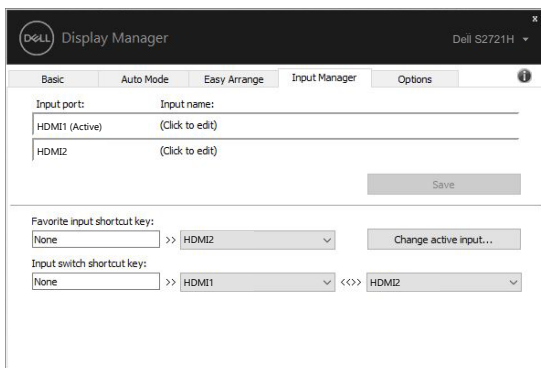 x
DELL Display Manager
Dell S2721H
Basic Auto Mode Easy Arrange Input Manager Options i
Input port: Input name:
HDMI1 (Active) (Click to edit)
HDMI2 (Click to edit)
Save
Favorite input shortcut key:
None >> HDMI2 Change active input...
Input switch shortcut key:
None >> HDMI1 <<>> HDMI2